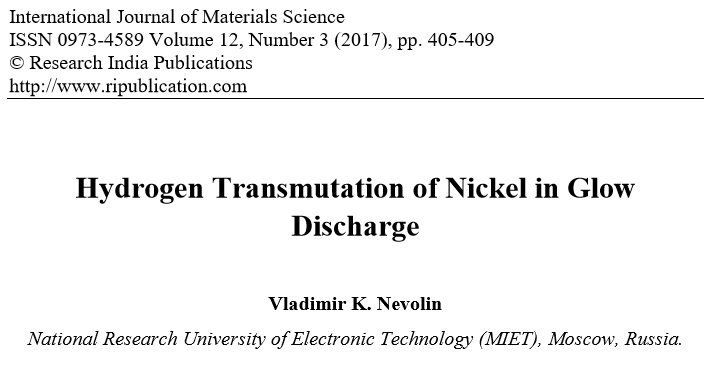 International Journal of Materials Science
ISSN 0973-4589 Volume 12, Number 3 (2017), pp. 405-409
© Research India Publications
http://www.ripublication.com
Hydrogen Transmutation of Nickel in Glow
Discharge
Vladimir K. Nevolin
National Research University of Electronic Technology (MIET), Moscow, Russia.